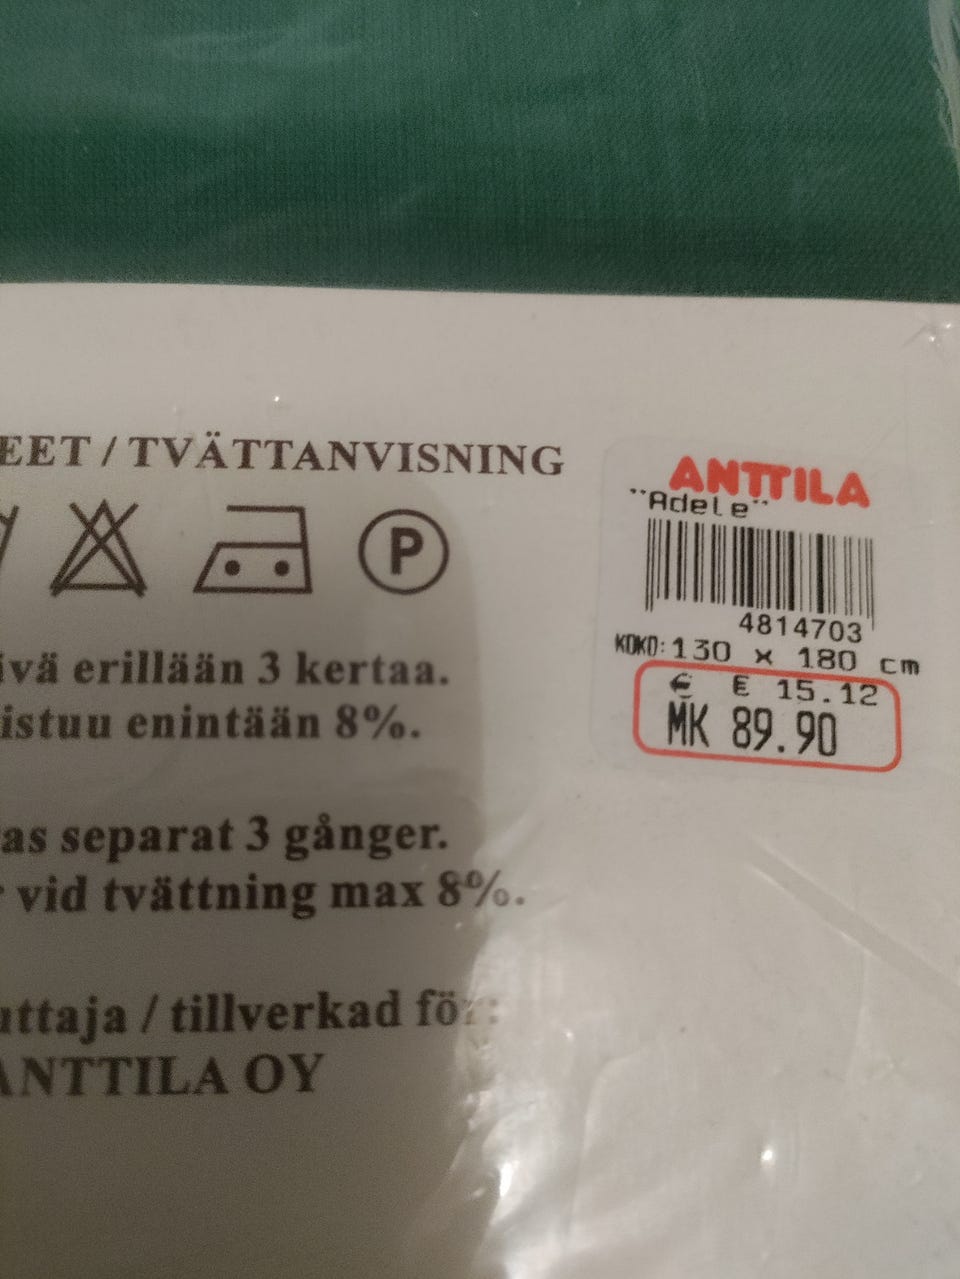 EET / TVÄTTANVISNING
P
ivä erillään 3 kertaa.
istuu enintään 8%.
as separat 3 gånger.
vid tvättning max 8%.
uttaja / tillverkad för:
ANTTILA OY
ANTTILA
"Adele"
4814703
KOKO: 130 x 180 cm
€ E 15.12
MK 89.90